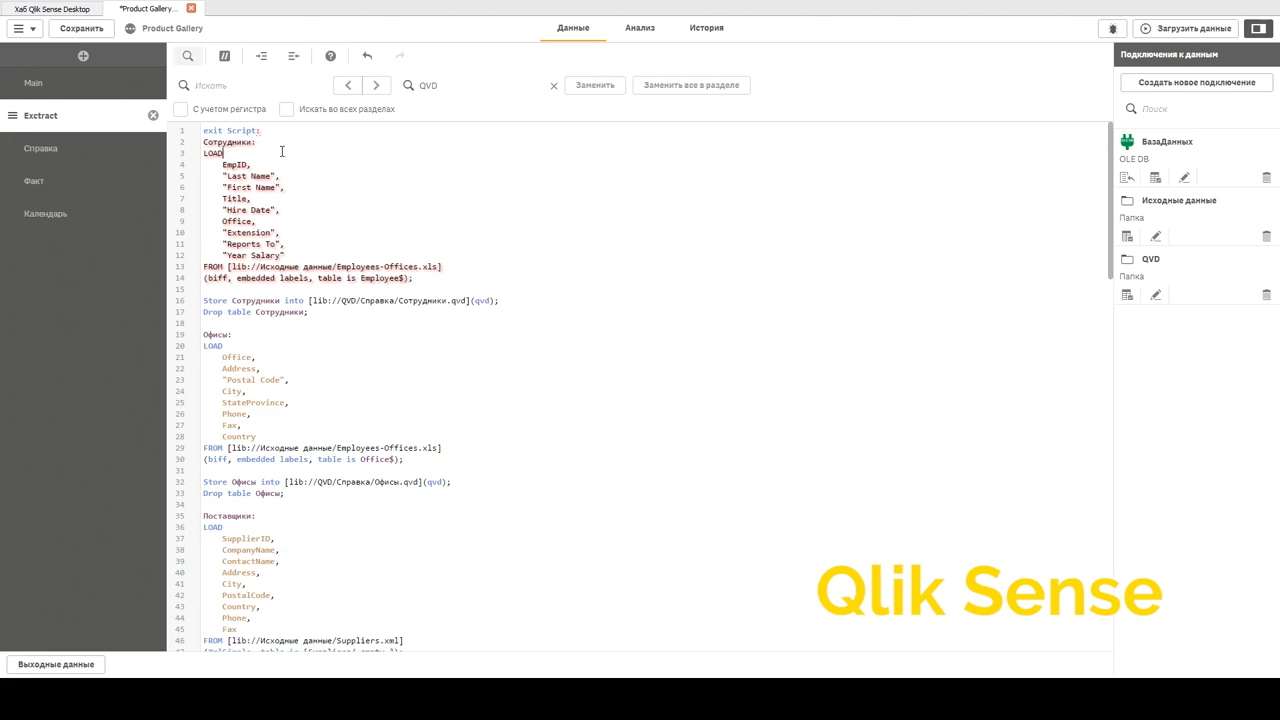 Хаб Qlik Sense Desktop
*Product Gallery...
Сохранить
Product Gallery
Данные
Анализ
История
Загрузить данные
Main
Exctract
Справка
Факт
Календарь
Искать
QVD
Заменить
Заменить все в разделе
С учетом регистра
Искать во всех разделах
1 exit Script:
2 Сотрудники:
3 LOAD
4 EmpID,
5 "Last Name",
6 "First Name",
7 Title,
8 "Hire Date",
9 Office,
10 "Extension",
11 "Reports To",
12 "Year Salary"
13 FROM [lib://Исходные данные/Employees-Offices.xls]
14 (biff, embedded labels, table is Employee$);
15
16 Store Сотрудники into [lib://QVD/Справка/Сотрудники.qvd](qvd);
17 Drop table Сотрудники;
18
19 Офисы:
20 LOAD
21 Office,
22 Address,
23 "Postal Code",
24 City,
25 StateProvince,
26 Phone,
27 Fax,
28 Country
29 FROM [lib://Исходные данные/Employees-Offices.xls]
30 (biff, embedded labels, table is Office$);
31
32 Store Офисы into [lib://QVD/Справка/Офисы.qvd](qvd);
33 Drop table Офисы;
34
35 Поставщики:
36 LOAD
37 SupplierID,
38 CompanyName,
39 ContactName,
40 Address,
41 City,
42 PostalCode,
43 Country,
44 Phone,
45 Fax
46 FROM [lib://Исходные данные/Suppliers.xml]
Подключения к данным
Создать новое подключение
Поиск
БазаДанных
OLE DB
Исходные данные
Папка
QVD
Папка
Qlik Sense
Выходные данные